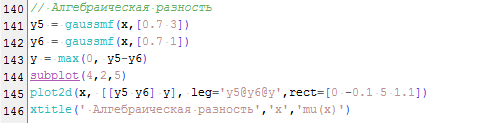 140 // Алгебраическая разность
141 y5 = gaussmf(x,[0.7 3])
142 y6 = gaussmf(x,[0.7 1])
143 y = max(0, y5-y6)
144 subplot(4,2,5)
145 plot2d(x, [[y5 y6] y], leg='y5@y6@y',rect=[0 -0.1 5 1.1])
146 xtitle(' Алгебраическая разность','x','mu(x)')